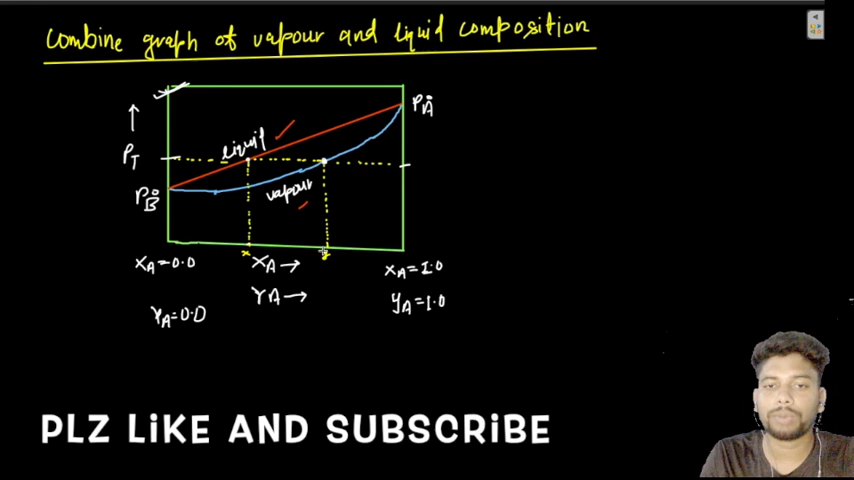 Combine graph of vapour and liquid composition
P°A
liquid
PT
vapour
P°B
x y
XA=0.0 XA→ XA=1.0
YA→ yA=1.0
YA=0.0
PLZ LiKE AND SUBSCRiBE